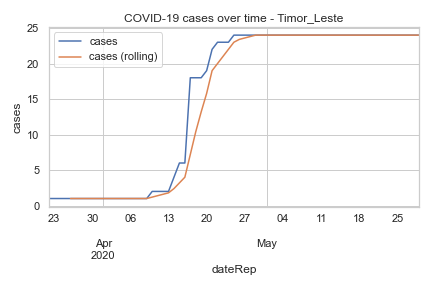 COVID-19 cases over time - Timor_Leste
cases
cases (rolling)
25
20
15
10
5
0
cases
23 30 06 13 20 27 04 11 18 25
Apr May
2020
dateRep